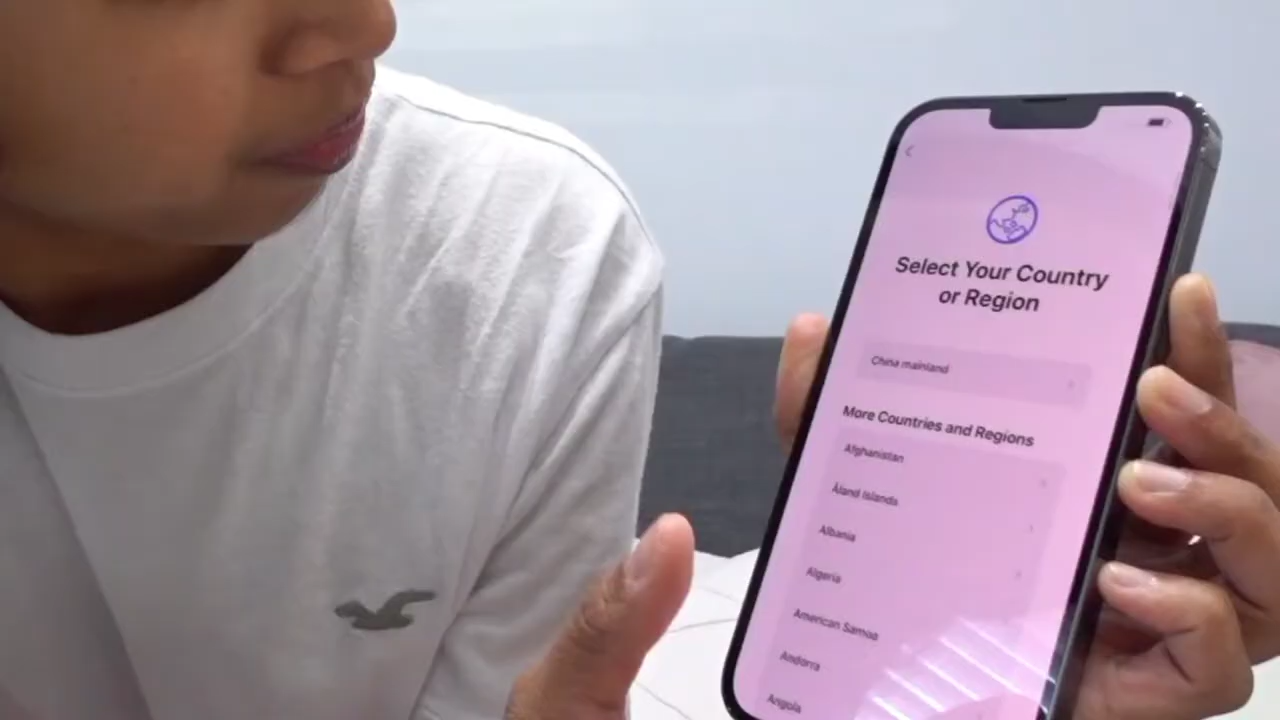 Select Your Country
or Region
China mainland
More Countries and Regions
Afghanistan
Åland Islands
Albania
Algeria
American Samoa
Andorra
Angola